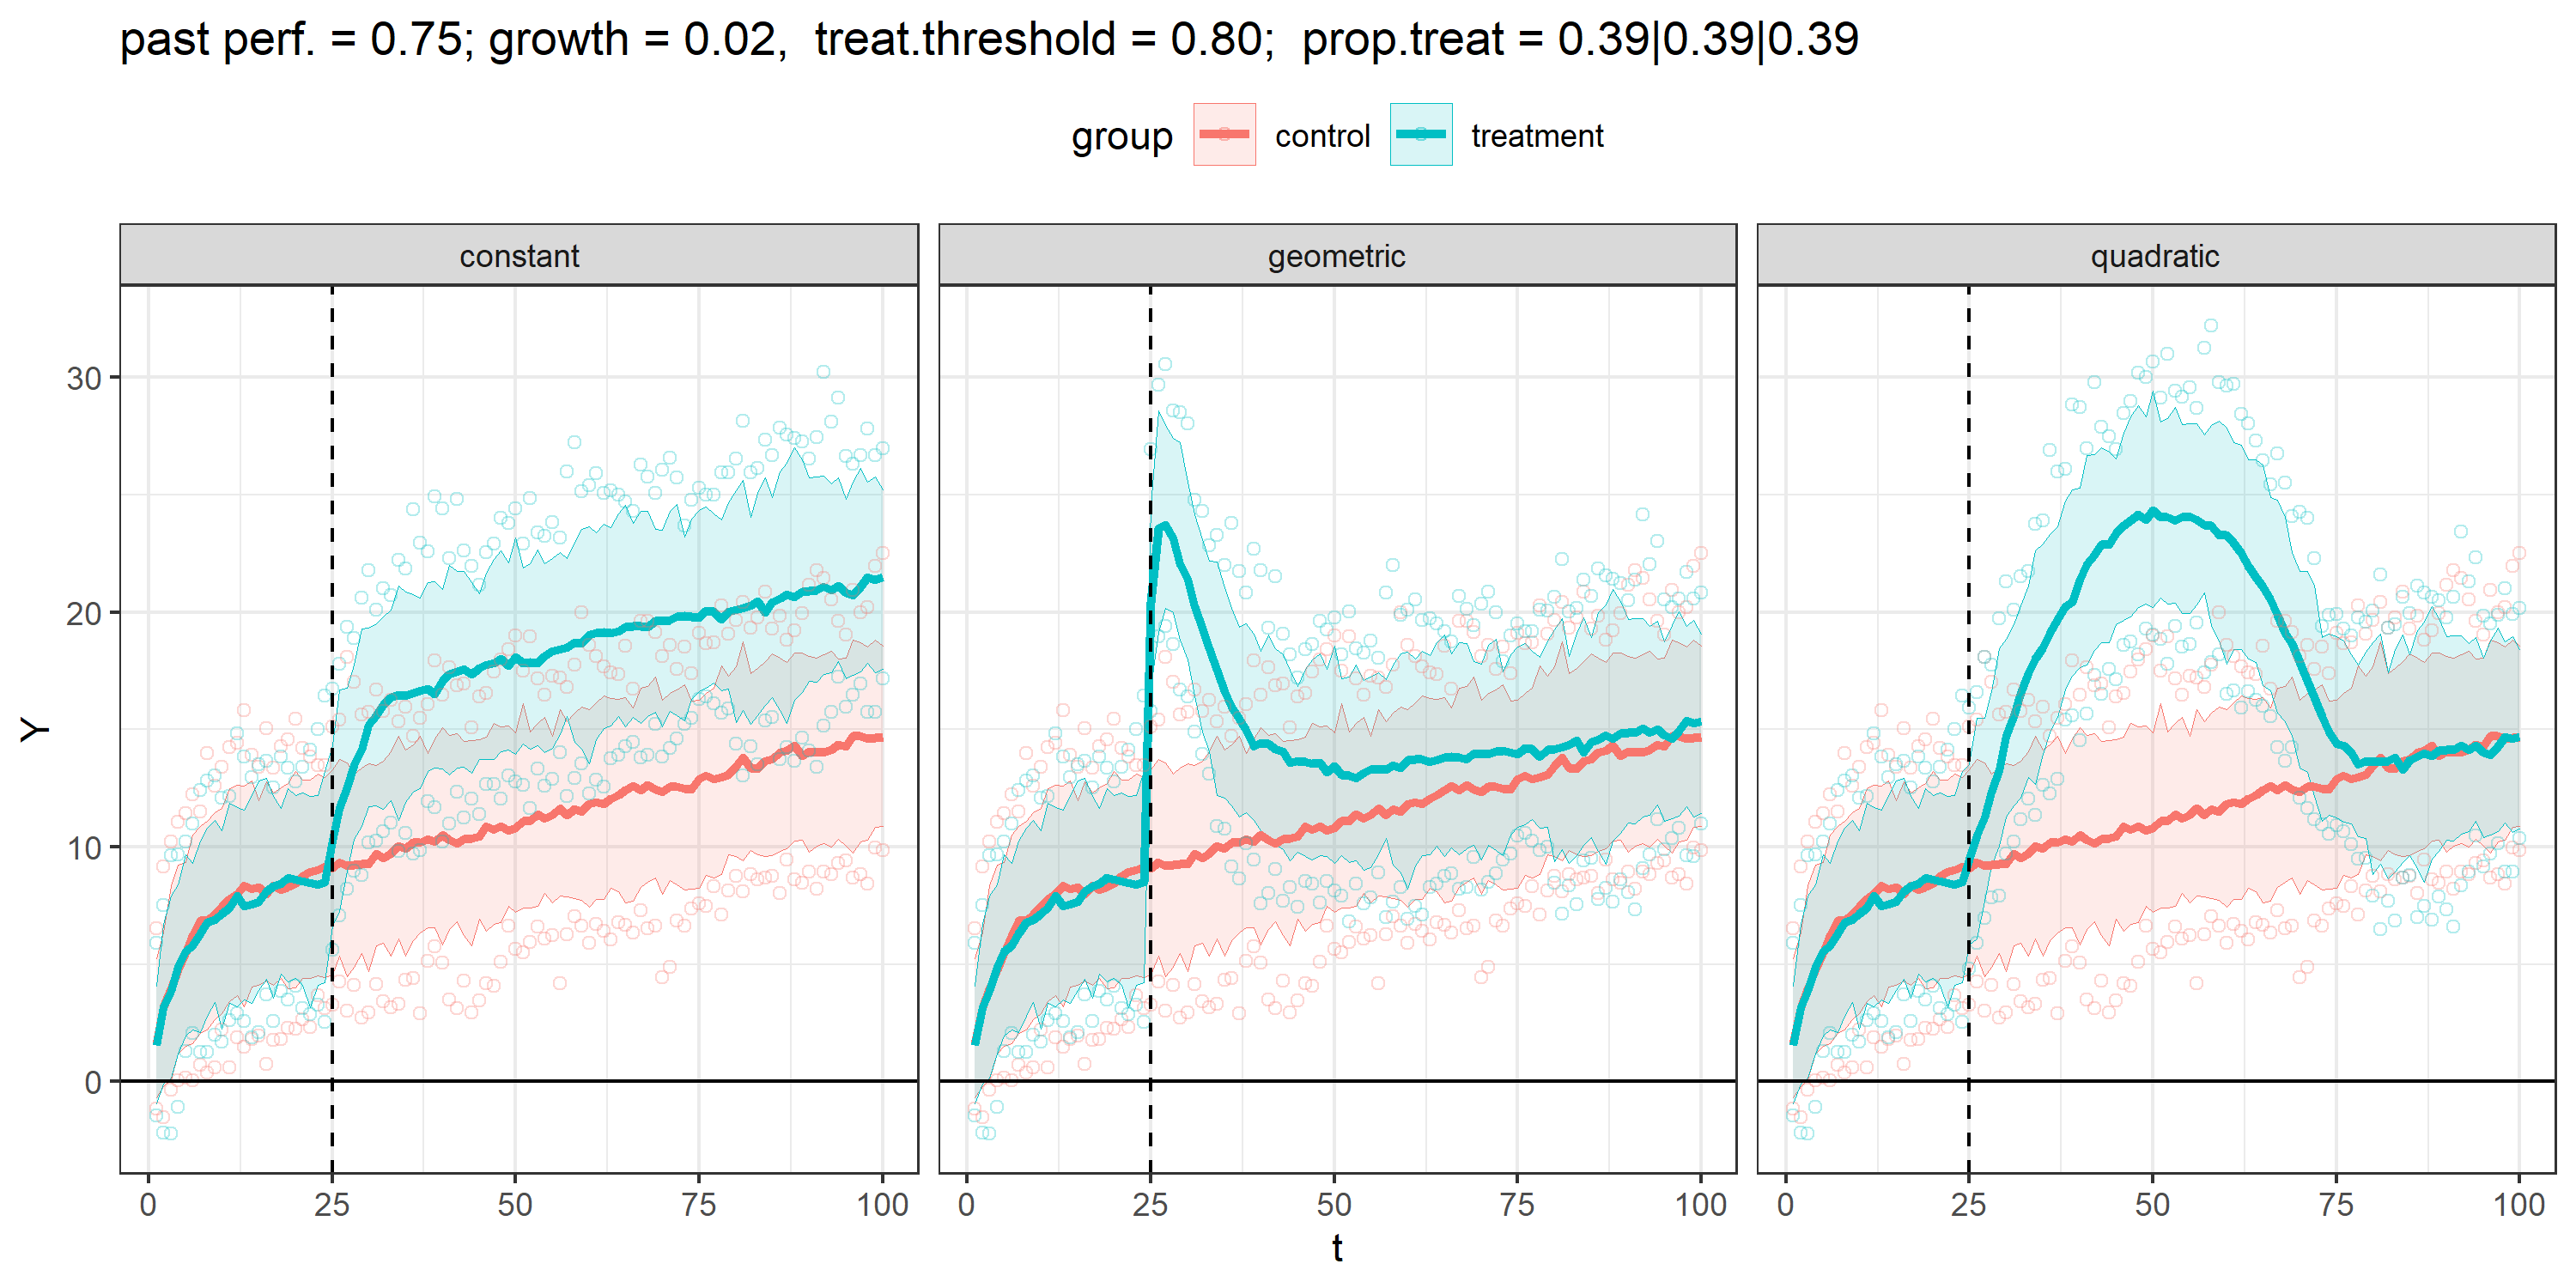 past perf. = 0.75; growth = 0.02,  treat.threshold = 0.80;  prop.treat = 0.39|0.39|0.39
group control treatment
constant geometric quadratic
30
20
10
0
Y
0 25 50 75 100 0 25 50 75 100 0 25 50 75 100
t